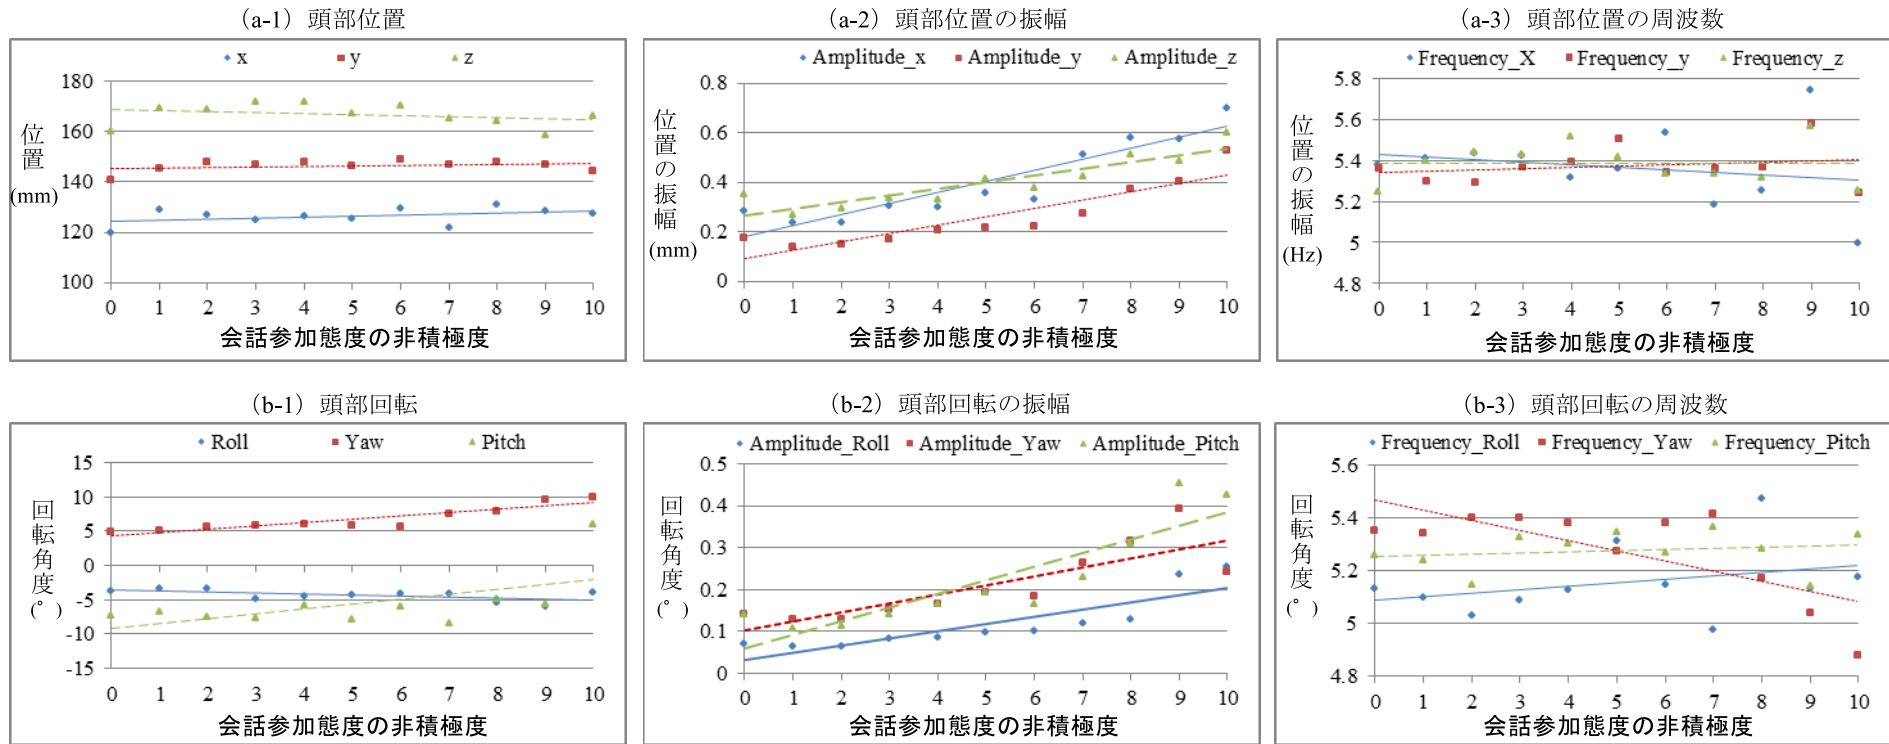 (a-1) 頭部位置
x y z
180
160
140
120
100
位置
(mm)
0 1 2 3 4 5 6 7 8 9 10
会話参加態度の非積極度
(a-2) 頭部位置の振幅
Amplitude_x Amplitude_y Amplitude_z
0.8
0.6
0.4
0.2
0
位置の振幅
(mm)
0 1 2 3 4 5 6 7 8 9 10
会話参加態度の非積極度
(a-3) 頭部位置の周波数
Frequency_X Frequency_y Frequency_z
5.8
5.6
5.4
5.2
5
4.8
位置の振幅
(Hz)
0 1 2 3 4 5 6 7 8 9 10
会話参加態度の非積極度
(b-1) 頭部回転
Roll Yaw Pitch
15
10
5
0
-5
-10
-15
回転角度
(°)
0 1 2 3 4 5 6 7 8 9 10
会話参加態度の非積極度
(b-2) 頭部回転の振幅
Amplitude_Roll Amplitude_Yaw Amplitude_Pitch
0.5
0.4
0.3
0.2
0.1
0
回転角度
(°)
0 1 2 3 4 5 6 7 8 9 10
会話参加態度の非積極度
(b-3) 頭部回転の周波数
Frequency_Roll Frequency_Yaw Frequency_Pitch
5.6
5.4
5.2
5
4.8
回転角度
(°)
0 1 2 3 4 5 6 7 8 9 10
会話参加態度の非積極度